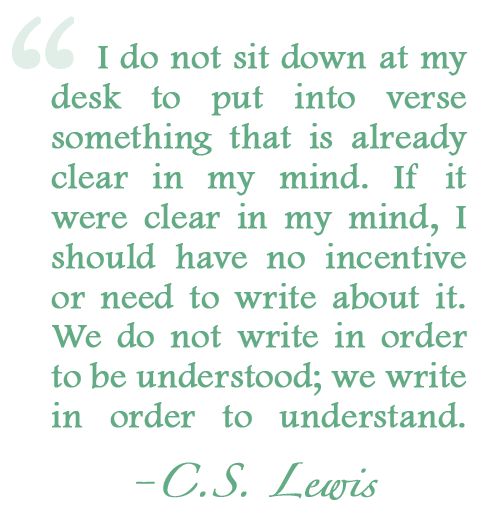 “ I do not sit down at my
desk to put into verse
something that is already
clear in my mind. If it
were clear in my mind, I
should have no incentive
or need to write about it.
We do not write in order
to be understood; we write
in order to understand.
–C.S. Lewis